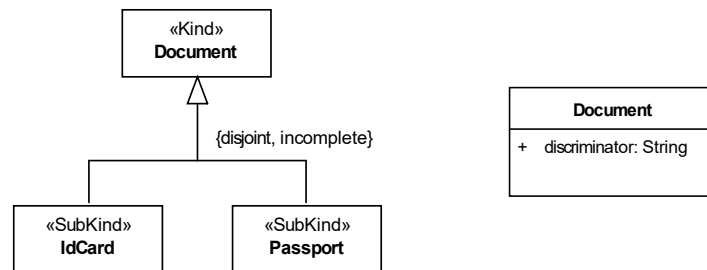 «Kind»
Document
{disjoint, incomplete}
«SubKind»
IdCard
«SubKind»
Passport
Document
+ discriminator: String